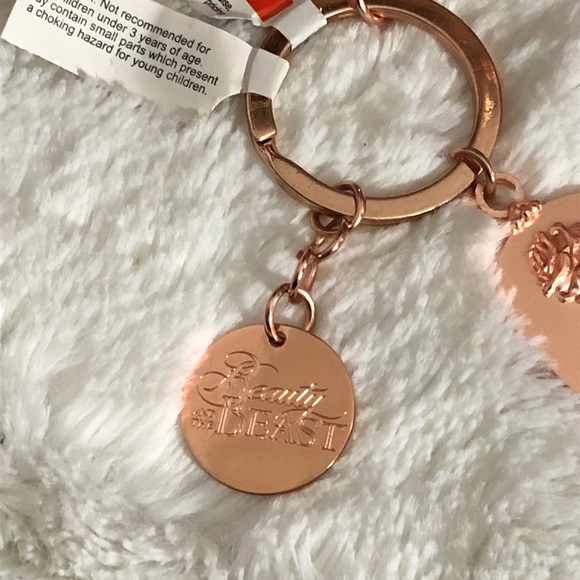 Not recommended for
children under 3 years of age.
contain small parts which present
a choking hazard for young children.
Beauty
AND THE
BEAST